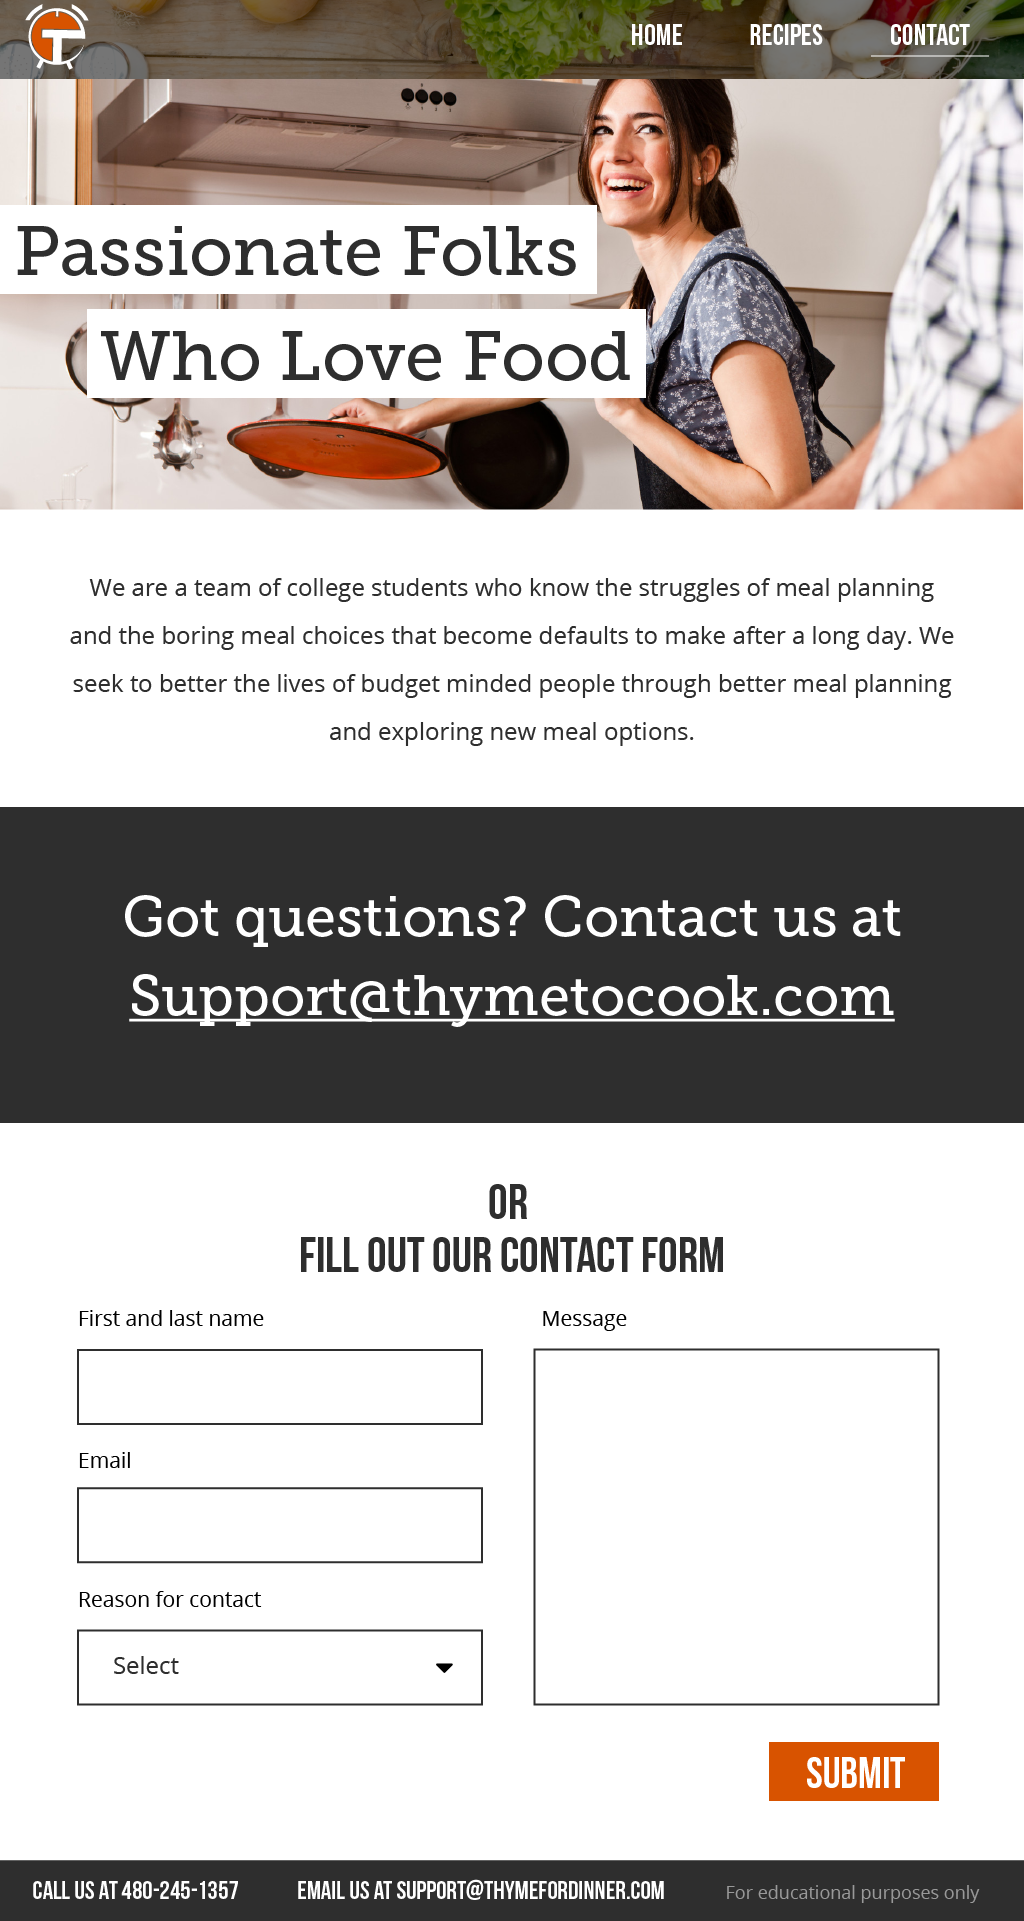 HOME RECIPES CONTACT
Passionate Folks
Who Love Food
We are a team of college students who know the struggles of meal planning
and the boring meal choices that become defaults to make after a long day. We
seek to better the lives of budget minded people through better meal planning
and exploring new meal options.
Got questions? Contact us at
Support@thymetocook.com
OR
FILL OUT OUR CONTACT FORM
First and last name
Email
Reason for contact
Select
Message
SUBMIT
CALL US AT 480-245-1357 EMAIL US AT SUPPORT@THYMEFORDINNER.COM For educational purposes only